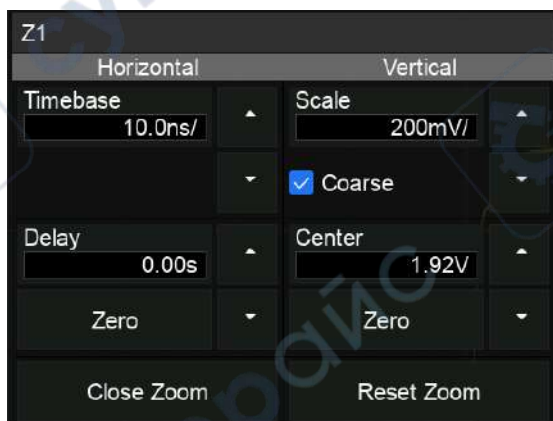 Z1
Horizontal Vertical
Timebase Scale
10.0ns/ 200mV/
Coarse
Delay Center
0.00s 1.92V
Zero Zero
Close Zoom Reset Zoom